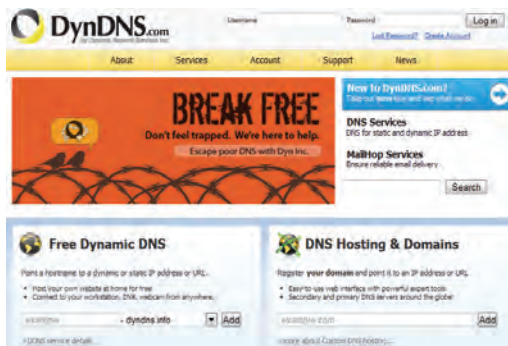 DynDNS.com
Username
Password
Log in
Lost Password?
Create Account
About
Services
Account
Support
News
BREAK FREE
Don't feel trapped. We're here to help.
Escape poor DNS with Dyn Inc.
New to DynDNS.com?
DNS Services
DNS for static and dynamic IP address
MailHop Services
Ensure reliable email delivery
Search
Free Dynamic DNS
Point a hostname to a dynamic or static IP address or URL.
• Host your own website at home for free
• Connect to your workstation, DVR, webcam from anywhere.
example
- dyndns.info
Add
DNS Hosting & Domains
Register your domain and point it to an IP address or URL.
• Easy-to-use web interface with powerful expert tools
• Secondary and primary DNS servers around the globe
example.com
Add